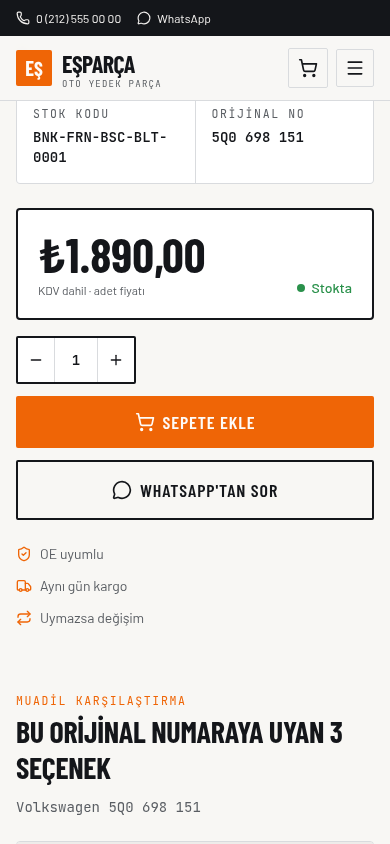 0 (212) 555 00 00 WhatsApp
EŞ EŞPARÇA
OTO YEDEK PARÇA
STOK KODU
BNK-FRN-BSC-BLT-
0001
ORİJİNAL NO
5Q0 698 151
₺1.890,00
KDV dahil · adet fiyatı
Stokta
− 1 +
SEPETE EKLE
WHATSAPP'TAN SOR
OE uyumlu
Aynı gün kargo
Uymazsa değişim
MUADİL KARŞILAŞTIRMA
BU ORİJİNAL NUMARAYA UYAN 3
SEÇENEK
Volkswagen 5Q0 698 151